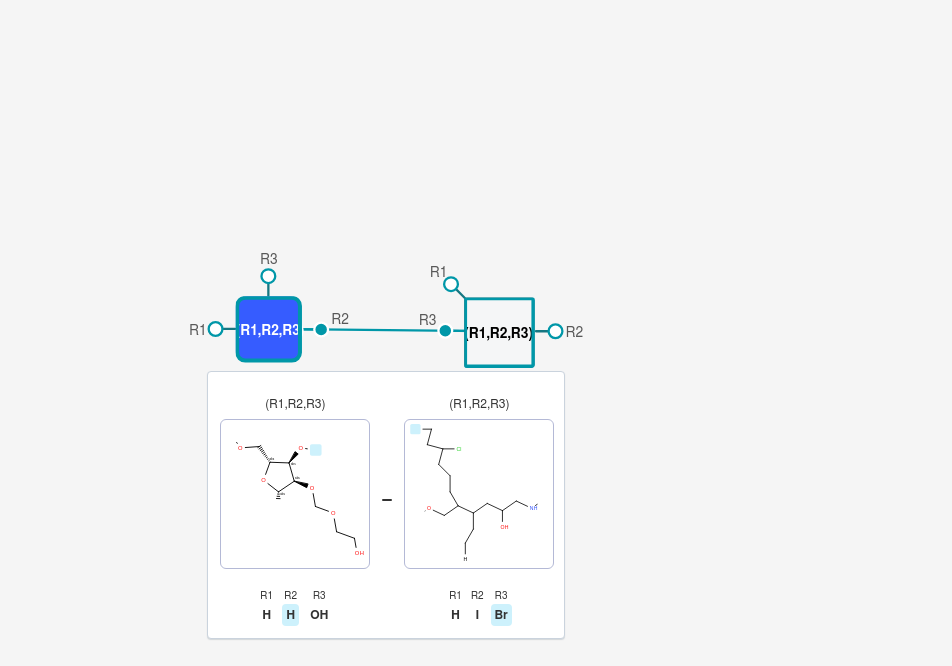 R3
R1
R1
R1,R2,R3
R2
R3
(R1,R2,R3)
R2
(R1,R2,R3)
(R1,R2,R3)
O
O
O
O
O
OH
Cl
O
OH
NH
H
R1 R2 R3
H H OH
R1 R2 R3
H I Br